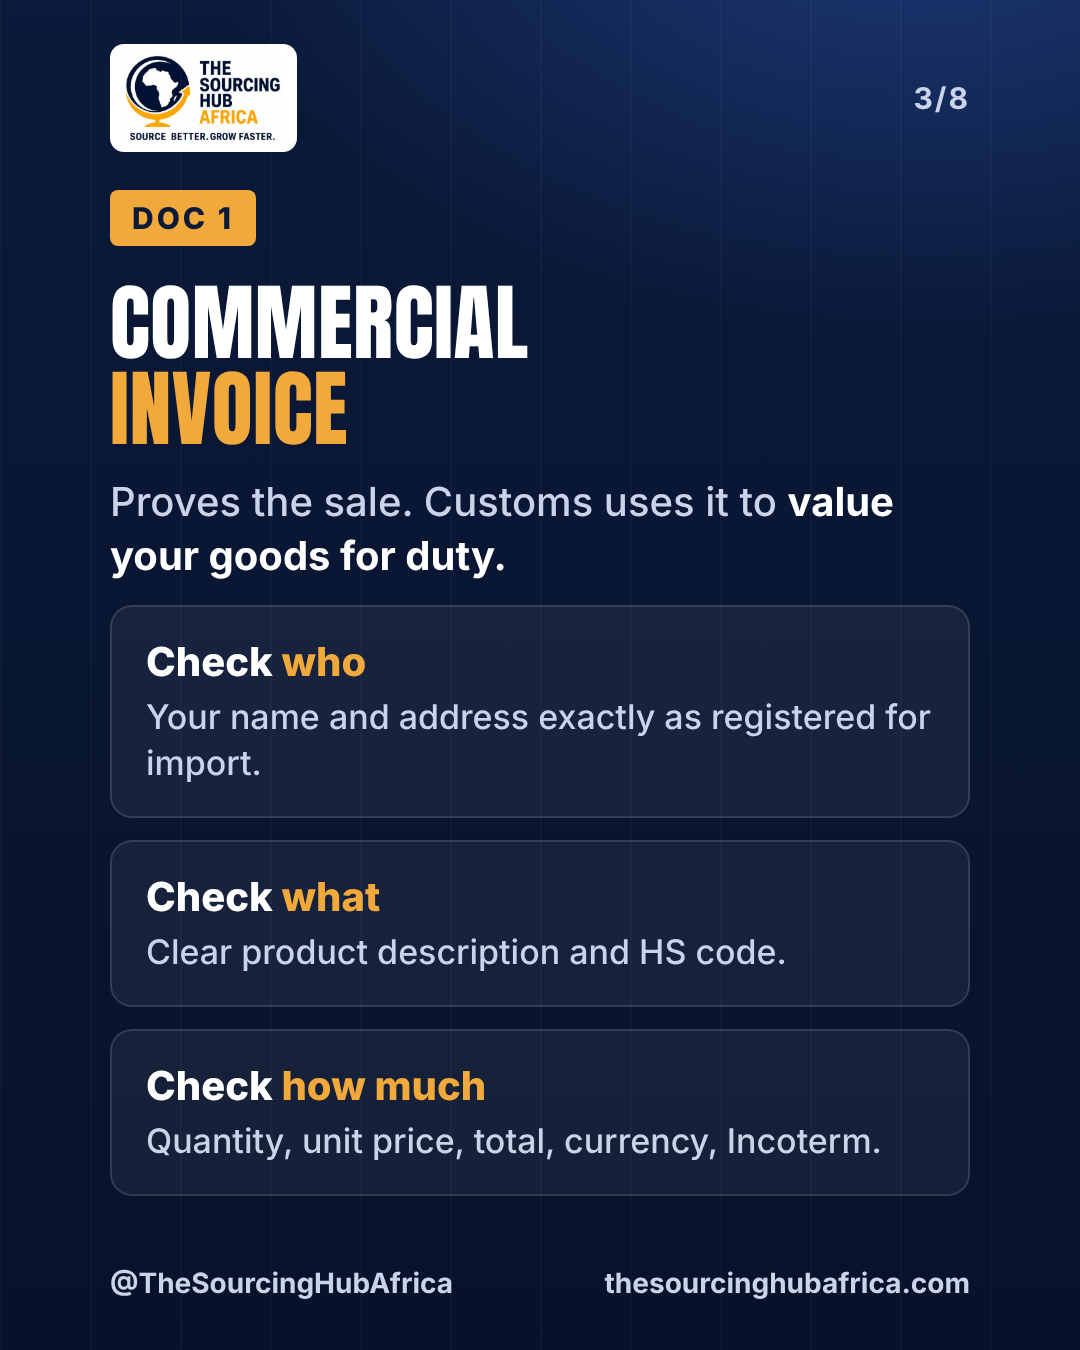 THE
SOURCING
HUB
AFRICA
SOURCE BETTER. GROW FASTER.
3/8
DOC 1
COMMERCIAL
INVOICE
Proves the sale. Customs uses it to value
your goods for duty.
Check who
Your name and address exactly as registered for
import.
Check what
Clear product description and HS code.
Check how much
Quantity, unit price, total, currency, Incoterm.
@TheSourcingHubAfrica
thesourcinghubafrica.com